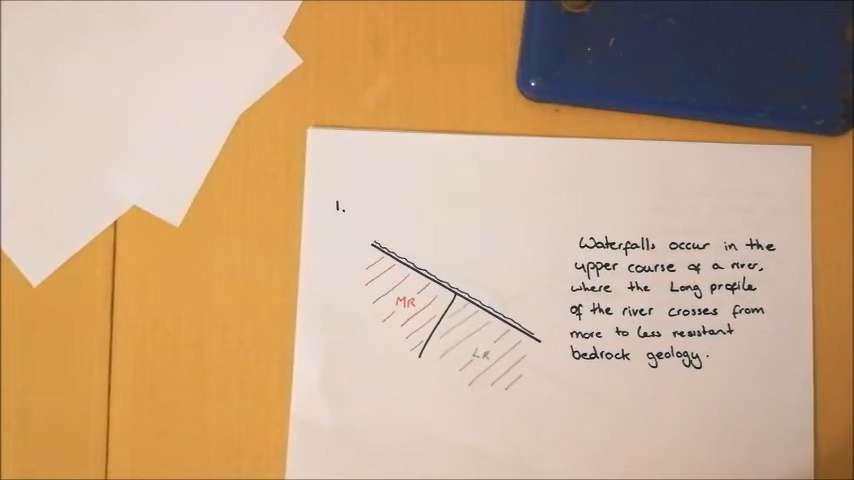 1.
MR
LR
Waterfalls occur in the
upper course of a river,
where the Long profile
of the river crosses from
more to less resistant
bedrock geology.